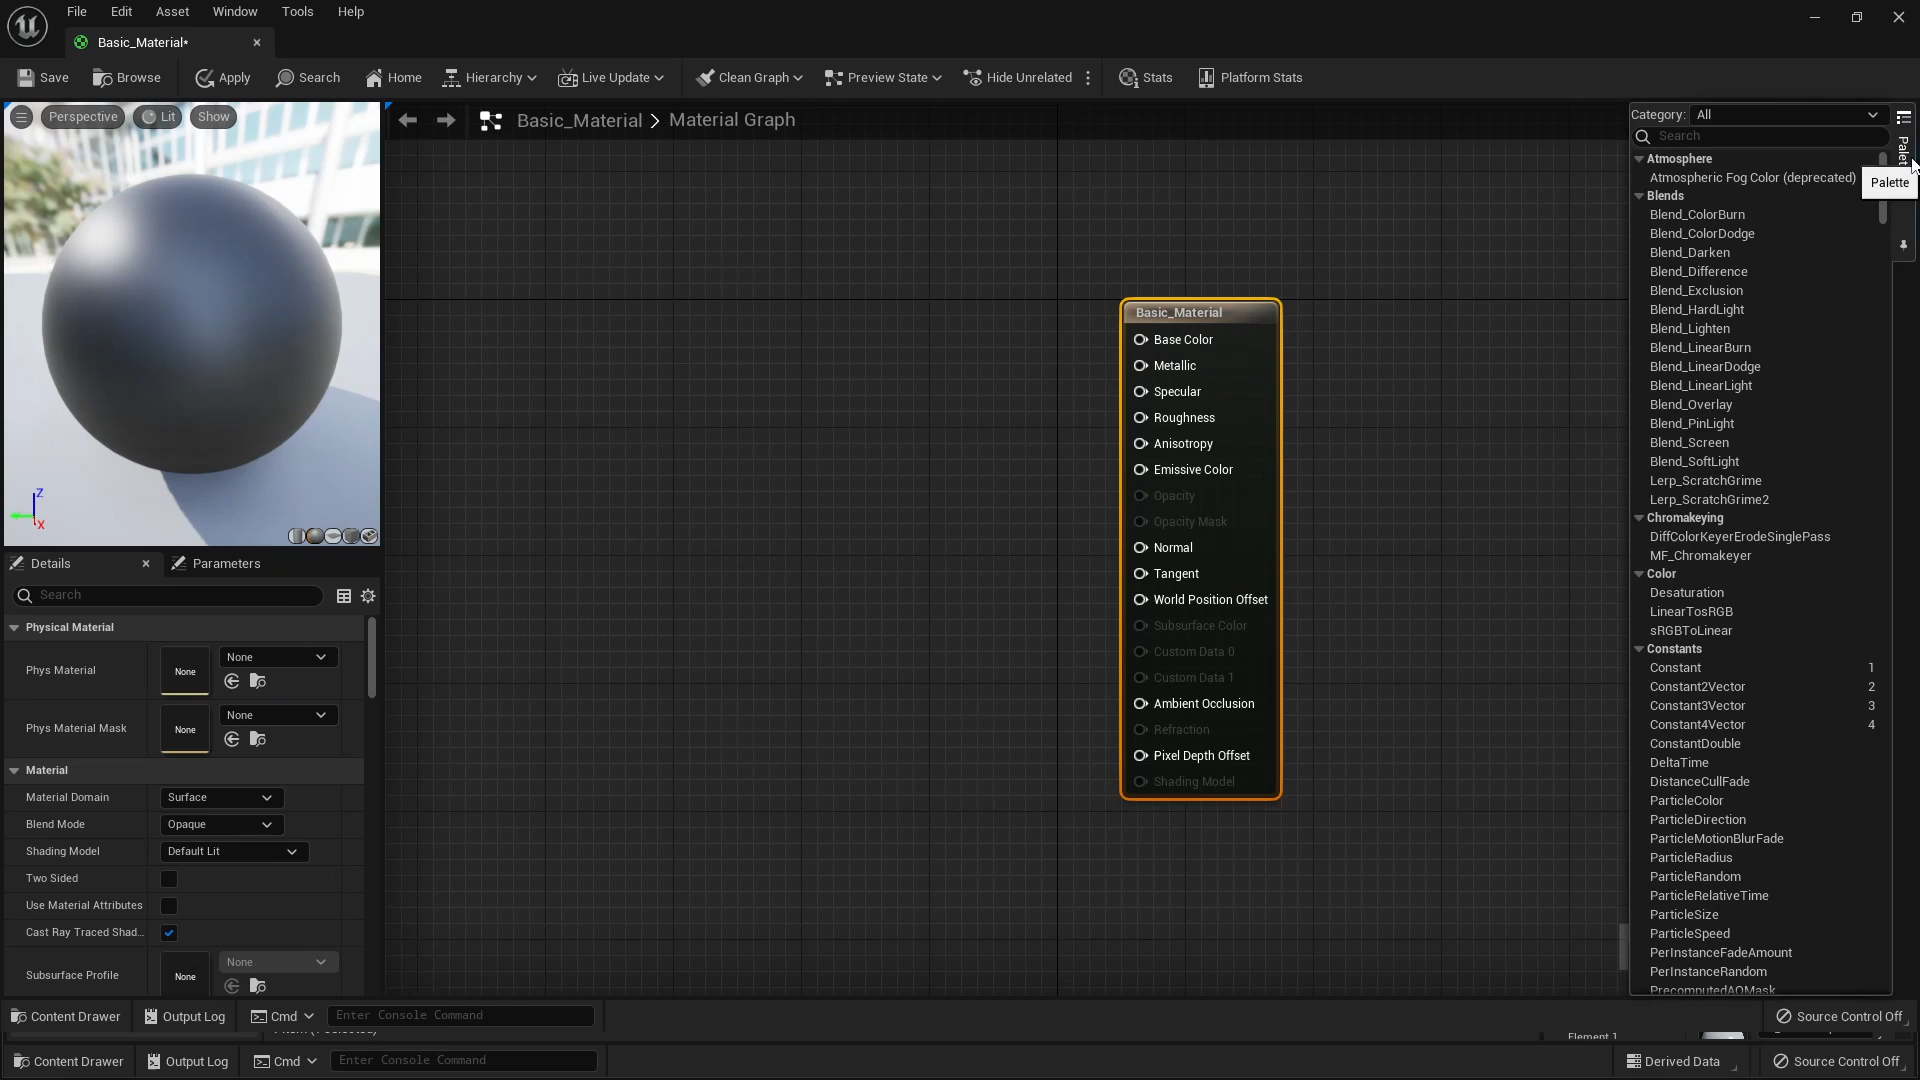 File Edit Asset Window Tools Help
Basic_Material*
Save Browse Apply Search Home Hierarchy Live Update Clean Graph Preview State Hide Unrelated Stats Platform Stats
Perspective Lit Show
Z
X
Basic_Material > Material Graph
Basic_Material
Base Color
Metallic
Specular
Roughness
Anisotropy
Emissive Color
Opacity
Opacity Mask
Normal
Tangent
World Position Offset
Subsurface Color
Custom Data 0
Custom Data 1
Ambient Occlusion
Refraction
Pixel Depth Offset
Shading Model
Details Parameters
Search
Physical Material
Phys Material None None
Phys Material Mask None None
Material
Material Domain Surface
Blend Mode Opaque
Shading Model Default Lit
Two Sided
Use Material Attributes
Cast Ray Traced Shad...
Subsurface Profile None None
Category: All
Search
Palette
Atmosphere
Atmospheric Fog Color (deprecated)
Blends
Blend_ColorBurn
Blend_ColorDodge
Blend_Darken
Blend_Difference
Blend_Exclusion
Blend_HardLight
Blend_Lighten
Blend_LinearBurn
Blend_LinearDodge
Blend_LinearLight
Blend_Overlay
Blend_PinLight
Blend_Screen
Blend_SoftLight
Lerp_ScratchGrime
Lerp_ScratchGrime2
Chromakeying
DiffColorKeyerErodeSinglePass
MF_Chromakeyer
Color
Desaturation
LinearTosRGB
sRGBToLinear
Constants
Constant 1
Constant2Vector 2
Constant3Vector 3
Constant4Vector 4
ConstantDouble
DeltaTime
DistanceCullFade
ParticleColor
ParticleDirection
ParticleMotionBlurFade
ParticleRadius
ParticleRandom
ParticleRelativeTime
ParticleSize
ParticleSpeed
PerInstanceFadeAmount
PerInstanceRandom
PrecomputedAOMask
Content Drawer Output Log Cmd Enter Console Command Source Control Off
Element 1
Content Drawer Output Log Cmd Enter Console Command Derived Data Source Control Off